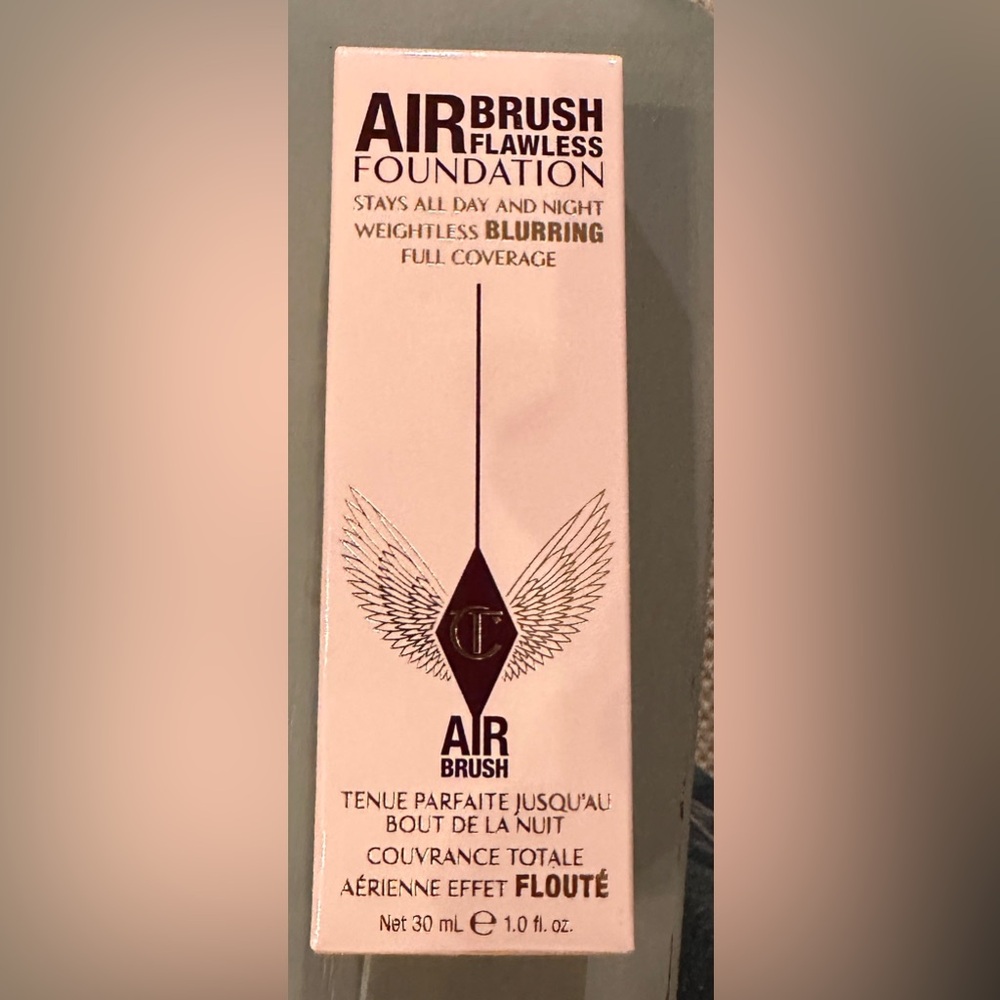 AIRBRUSH
FLAWLESS
FOUNDATION
STAYS ALL DAY AND NIGHT
WEIGHTLESS BLURRING
FULL COVERAGE
CT
AIR
BRUSH
TENUE PARFAITE JUSQU'AU
BOUT DE LA NUIT
COUVRANCE TOTALE
AÉRIENNE EFFET FLOUTÉ
Net 30 mL ℮ 1.0 fl. oz.